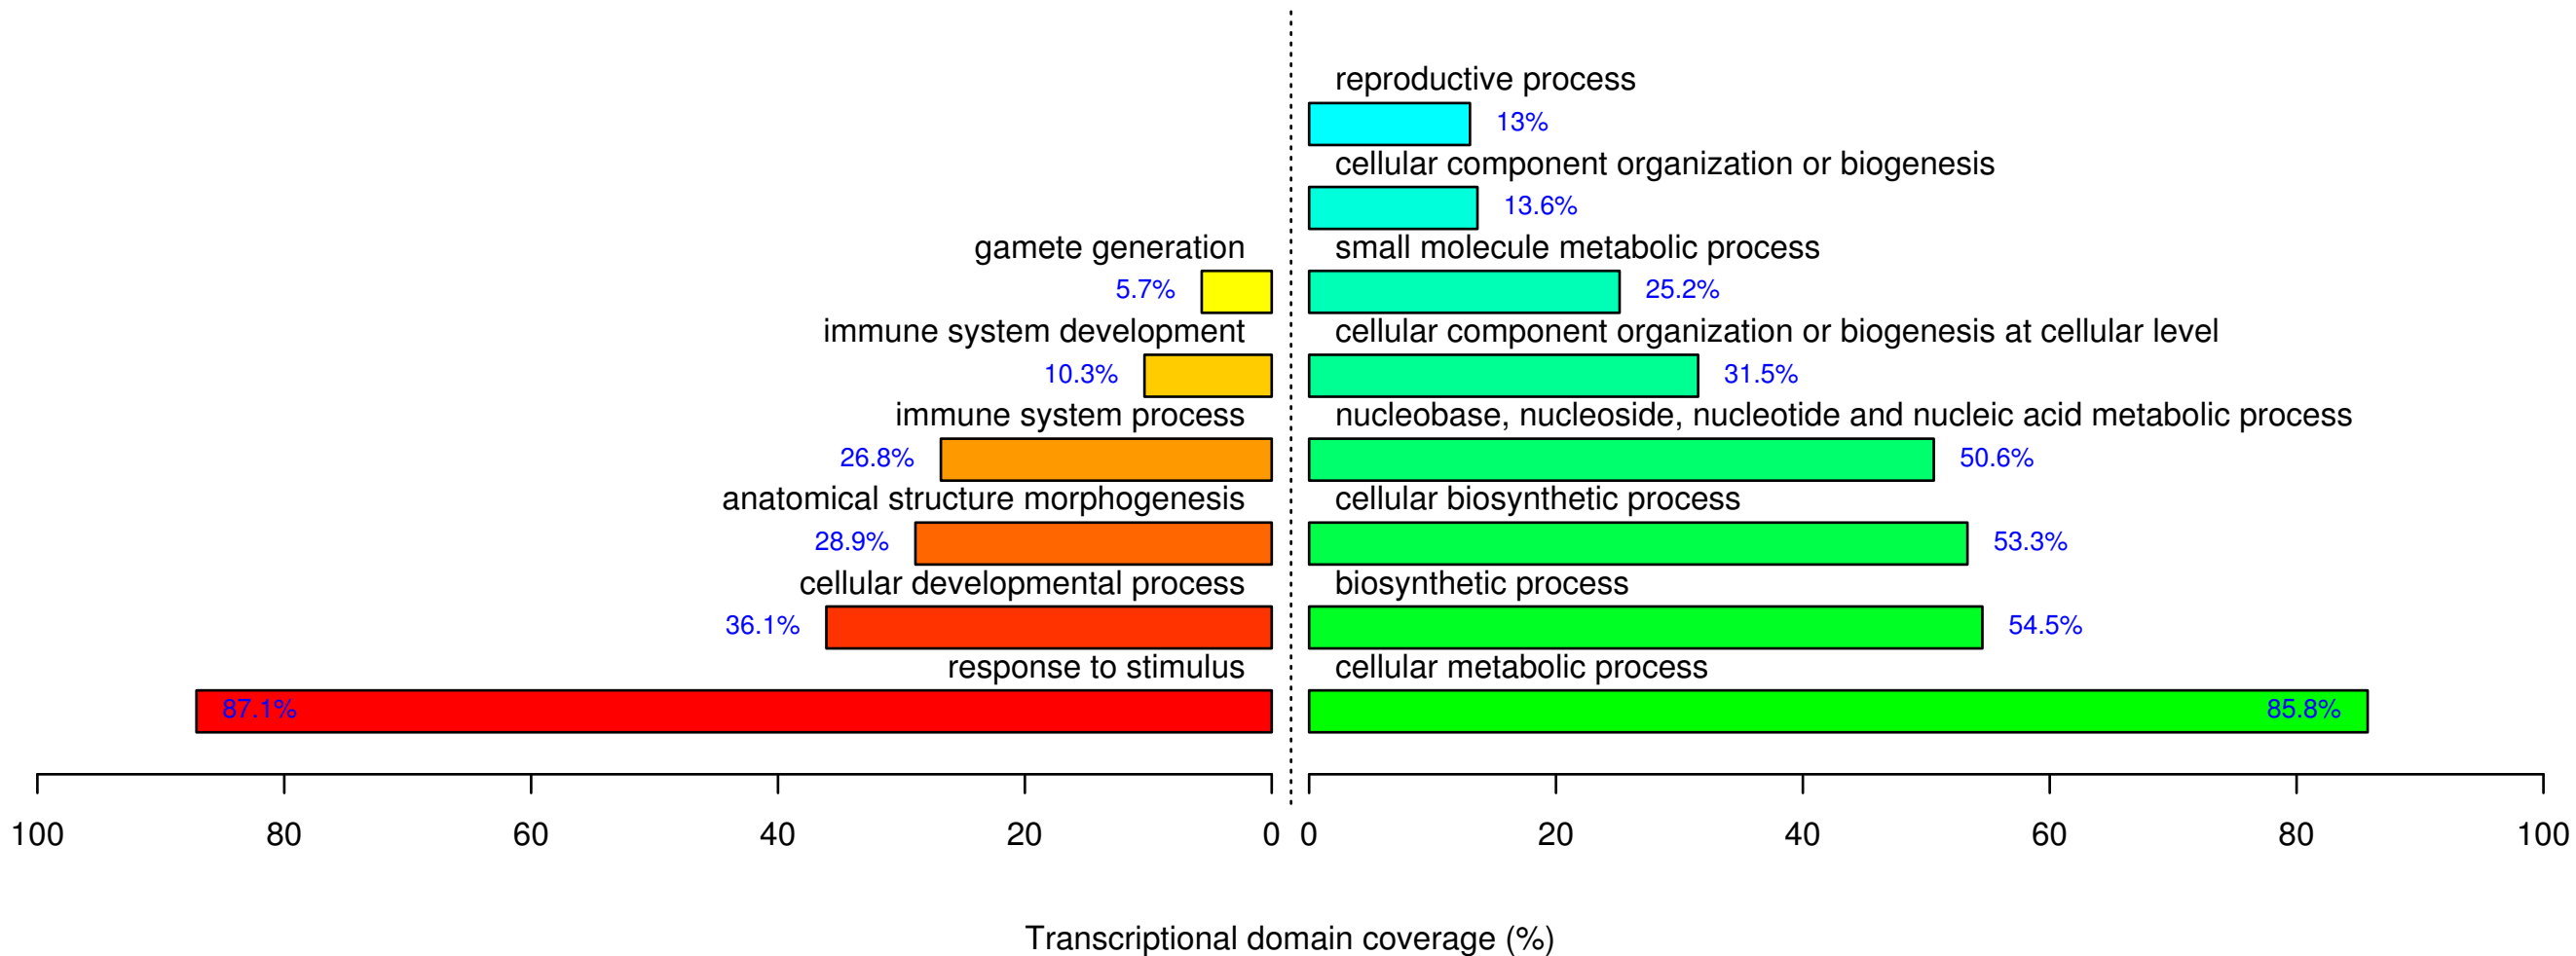 reproductive process
13%
cellular component organization or biogenesis
13.6%
gamete generation
small molecule metabolic process
5.7%
25.2%
immune system development
cellular component organization or biogenesis at cellular level
10.3%
31.5%
immune system process
nucleobase, nucleoside, nucleotide and nucleic acid metabolic process
26.8%
50.6%
anatomical structure morphogenesis
cellular biosynthetic process
28.9%
53.3%
cellular developmental process
biosynthetic process
36.1%
54.5%
response to stimulus
cellular metabolic process
87.1%
85.8%
100 80 60 40 20 0 0 20 40 60 80 100
Transcriptional domain coverage (%)